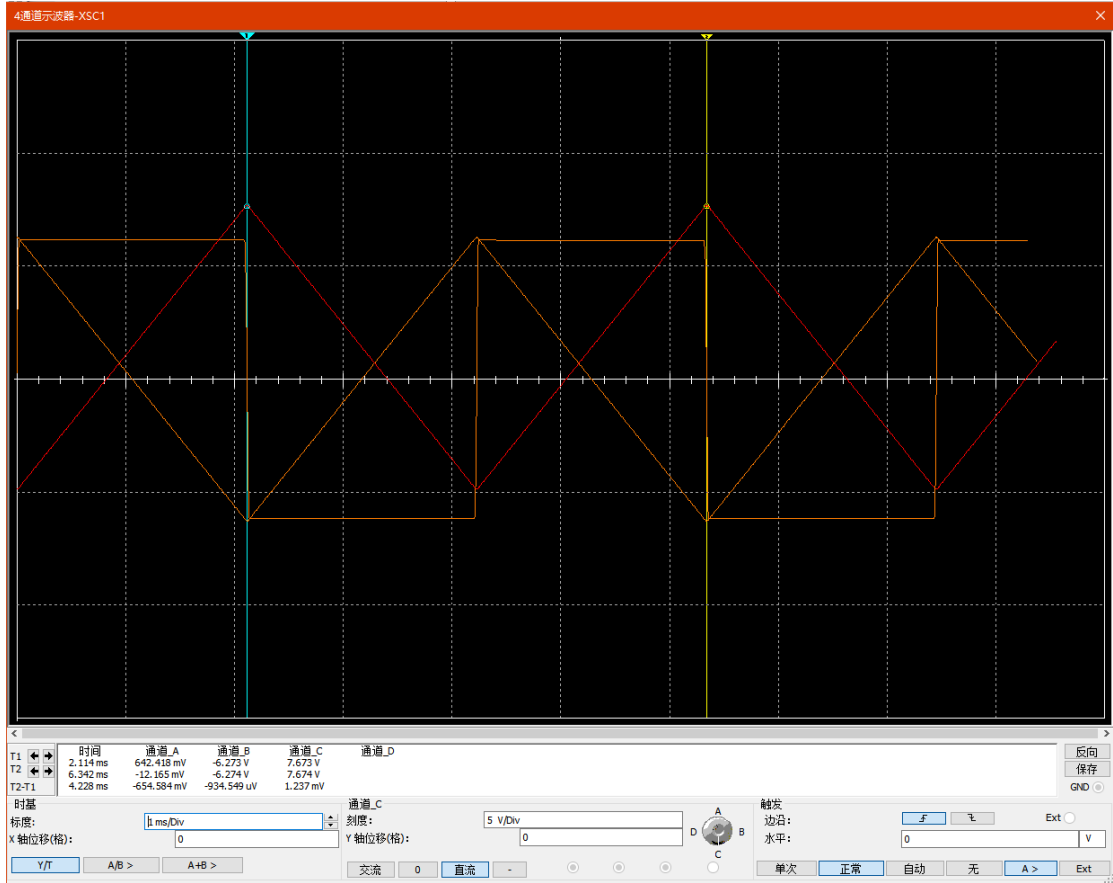 4通道示波器-XSC1
T1
T2
T2-T1
时间 通道_A 通道_B 通道_C 通道_D
2.114 ms 642.418 mV -6.273 V 7.673 V
6.342 ms -12.165 mV -6.274 V 7.674 V
4.228 ms -654.584 mV -934.549 uV 1.237 mV
反向
保存
GND
时基
标度: 1 ms/Div
X 轴位移(格): 0
Y/T A/B > A+B >
通道_C
刻度: 5 V/Div
Y 轴位移(格): 0
A
D B
C
交流 0 直流 -
触发
边沿: Ext
水平: 0 V
单次 正常 自动 无 A > Ext